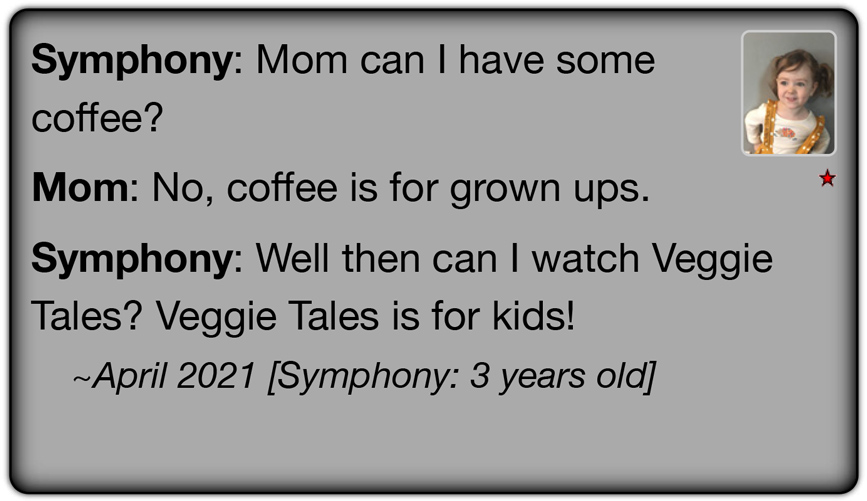 Symphony: Mom can I have some
coffee?
Mom: No, coffee is for grown ups.
Symphony: Well then can I watch Veggie
Tales? Veggie Tales is for kids!
~April 2021 [Symphony: 3 years old]